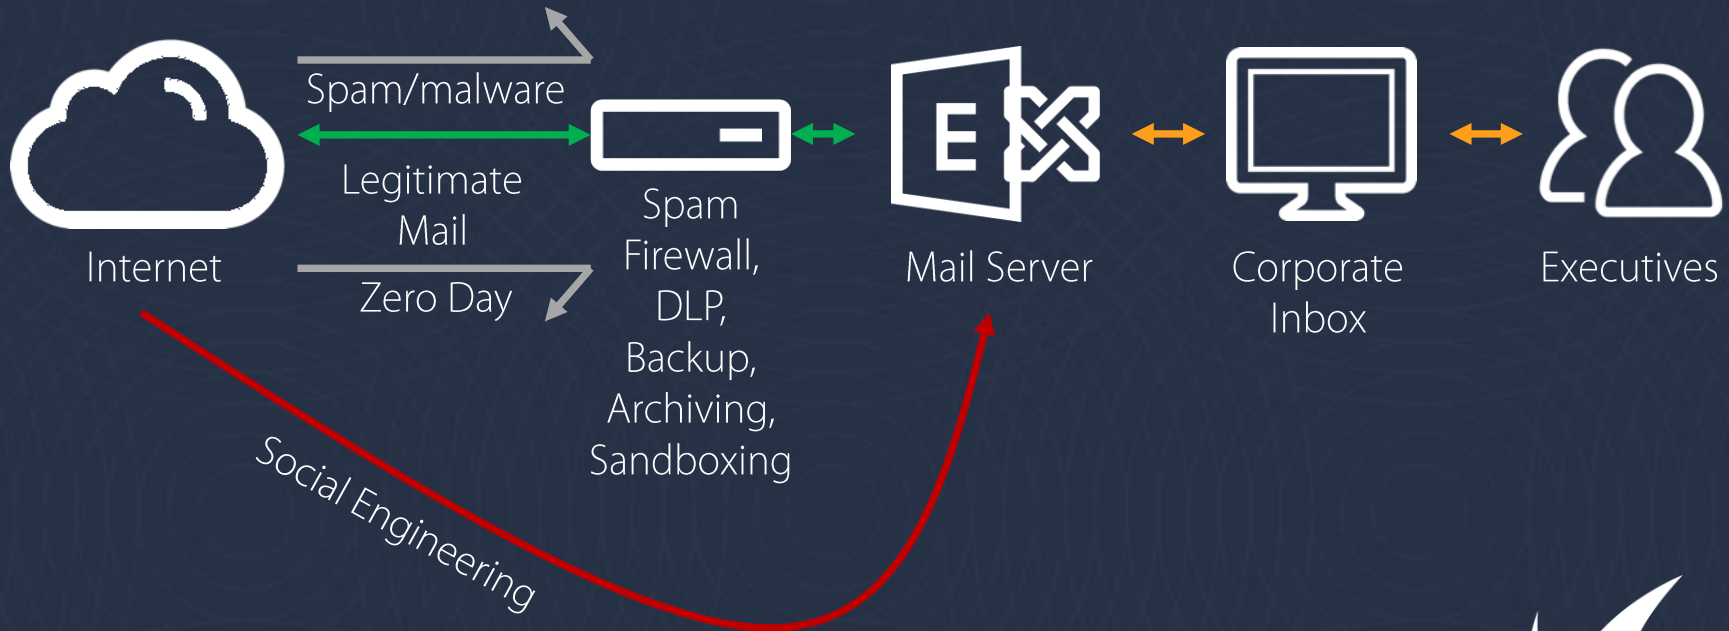 Spam/malware
Legitimate
Mail
Zero Day
Internet
Spam
Firewall,
DLP,
Backup,
Archiving,
Sandboxing
E
Mail Server
Corporate
Inbox
Executives
Social Engineering